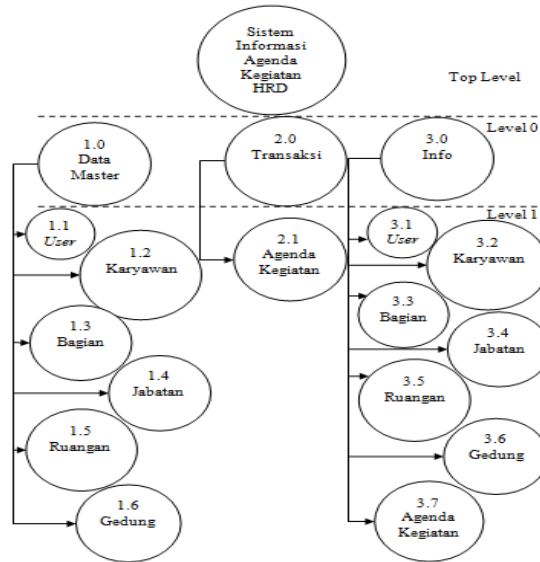 Sistem
Informasi
Agenda
Kegiatan
HRD
Top Level
Level 0
1.0
Data
Master
2.0
Transaksi
3.0
Info
Level 1
1.1
User
1.2
Karyawan
2.1
Agenda
Kegiatan
3.1
User
3.2
Karyawan
1.3
Bagian
3.3
Bagian
1.4
Jabatan
3.4
Jabatan
1.5
Ruangan
3.5
Ruangan
1.6
Gedung
3.6
Gedung
3.7
Agenda
Kegiatan